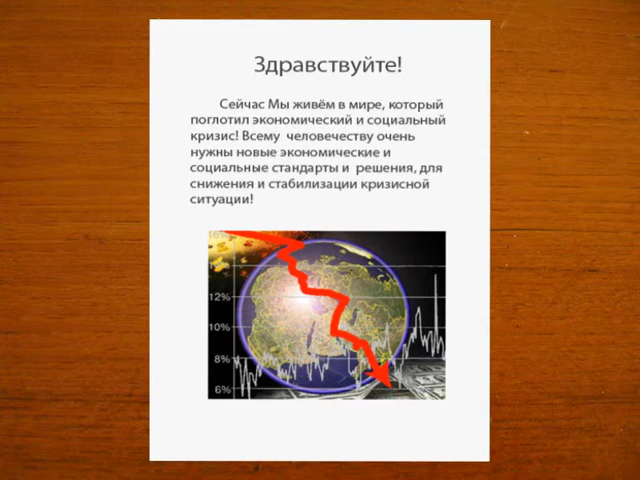 Здравствуйте!
Сейчас Мы живём в мире, который
поглотил экономический и социальный
кризис! Всему человечеству очень
нужны новые экономические и
социальные стандарты и решения, для
снижения и стабилизации кризисной
ситуации!
16%
12%
10%
8%
6%